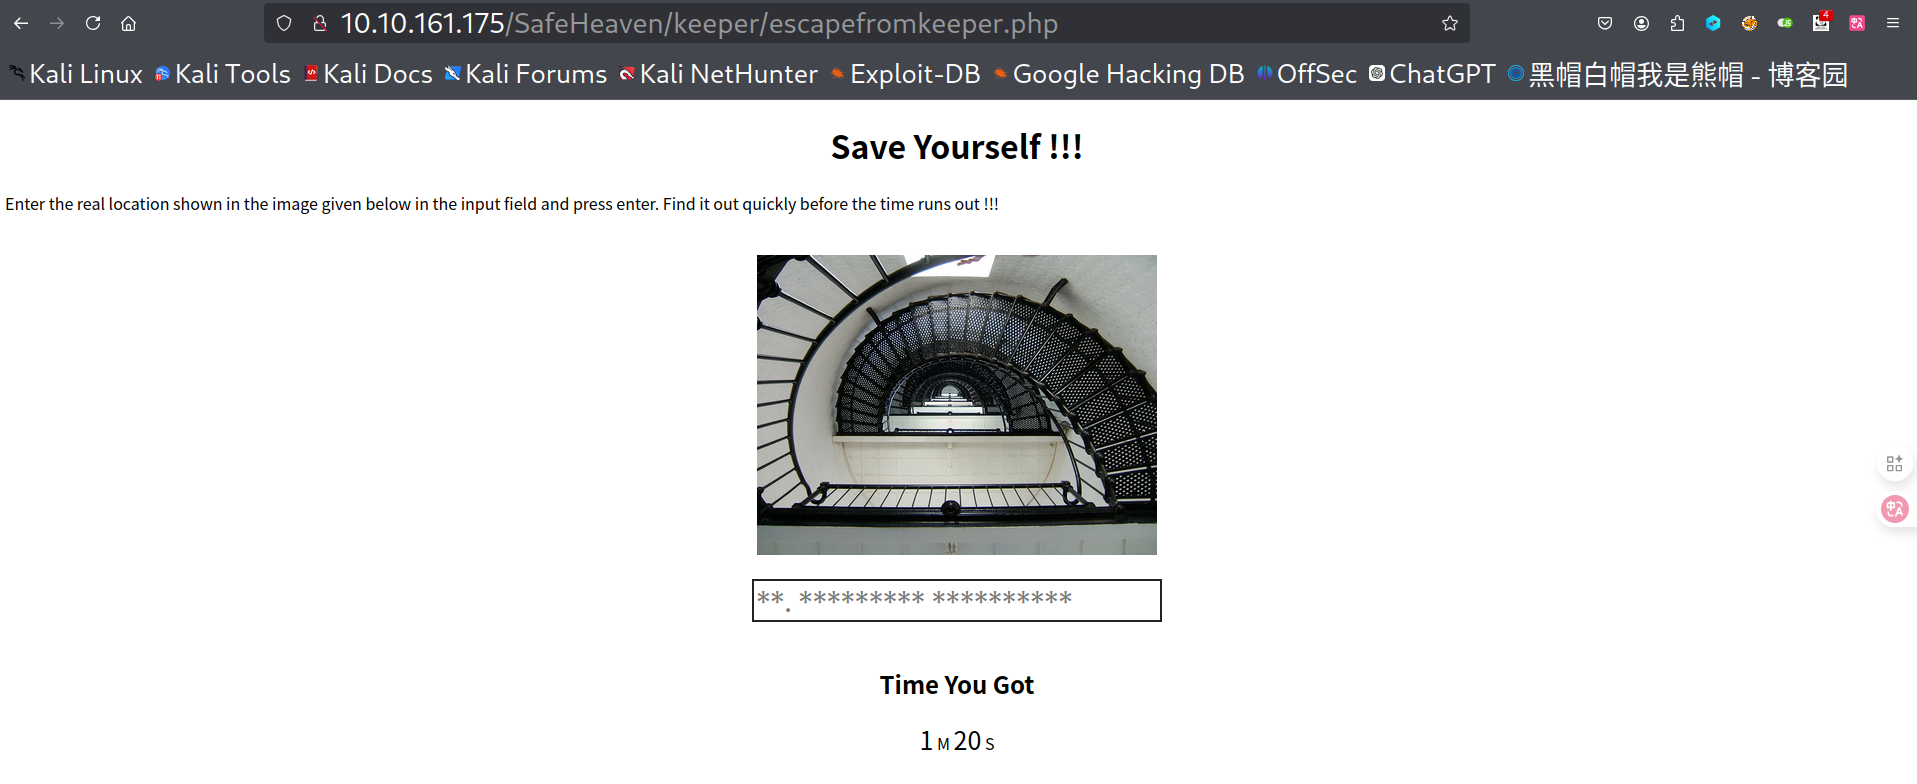 10.10.161.175/SafeHeaven/keeper/escapefromkeeper.php
4
Kali Linux Kali Tools Kali Docs Kali Forums Kali NetHunter Exploit-DB Google Hacking DB OffSec ChatGPT 黑帽白帽我是熊帽 - 博客园
Save Yourself !!!
Enter the real location shown in the image given below in the input field and press enter. Find it out quickly before the time runs out !!!
**. ********* **********
Time You Got
1 M 20 S